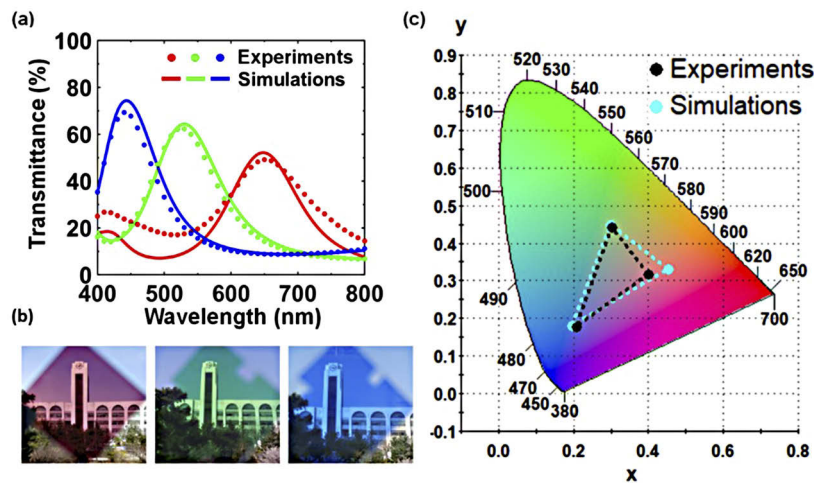 (a)
Transmittance (%)
100
80
60
40
20
0
Experiments
Simulations
400 500 600 700 800
Wavelength (nm)
(b)
(c)
y
0.9
0.8
0.7
0.6
0.5
0.4
0.3
0.2
0.1
0.0
-0.1
520
530
540
510
550
560
500
570
580
590
600
620
650
700
490
480
470
450
380
Experiments
Simulations
0.0 0.2 0.4 0.6 0.8
x